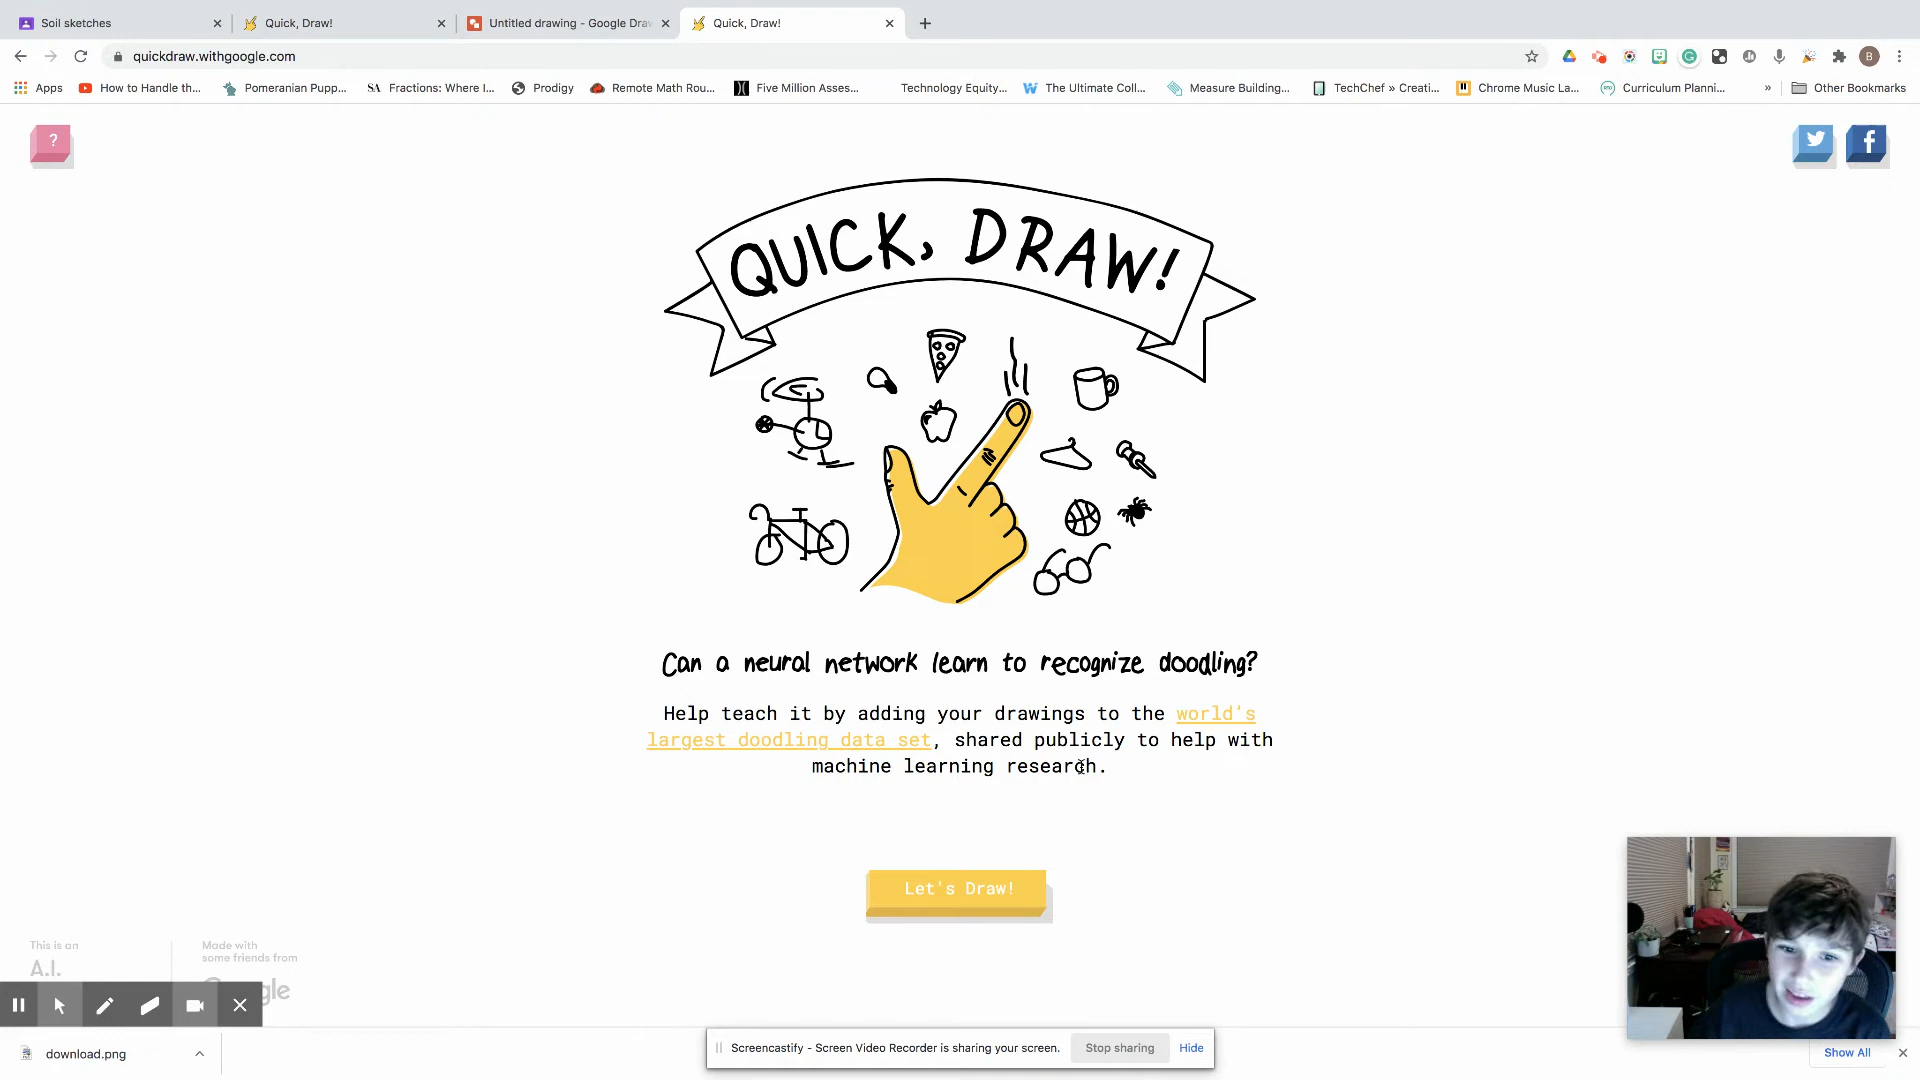 Soil sketches
Quick, Draw!
Untitled drawing - Google Draw
Quick, Draw!
quickdraw.withgoogle.com
B
Apps
How to Handle th...
Pomeranian Pupp...
SA Fractions: Where I...
Prodigy
Remote Math Rou...
Five Million Asses...
Technology Equity...
The Ultimate Coll...
Measure Building...
TechChef » Creati...
Chrome Music La...
Curriculum Planni...
»
Other Bookmarks
?
QUICK, DRAW!
Can a neural network learn to recognize doodling?
Help teach it by adding your drawings to the world's
largest doodling data set, shared publicly to help with
machine learning research.
Let's Draw!
This is an
A.I.
Made with
some friends from
Google
download.png
Screencastify - Screen Video Recorder is sharing your screen.
Stop sharing
Hide
Show All